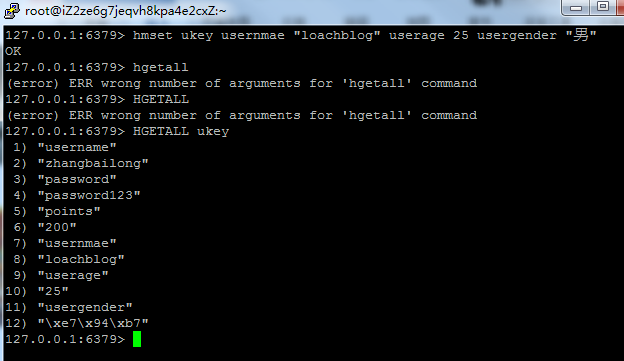 root@iZ2ze6g7jeqvh8kpa4e2cxZ:~
127.0.0.1:6379> hmset ukey usernmae "loachblog" userage 25 usergender "男"
OK
127.0.0.1:6379> hgetall
(error) ERR wrong number of arguments for 'hgetall' command
127.0.0.1:6379> HGETALL
(error) ERR wrong number of arguments for 'hgetall' command
127.0.0.1:6379> HGETALL ukey
1) "username"
2) "zhangbailong"
3) "password"
4) "password123"
5) "points"
6) "200"
7) "usernmae"
8) "loachblog"
9) "userage"
10) "25"
11) "usergender"
12) "\xe7\x94\xb7"
127.0.0.1:6379>